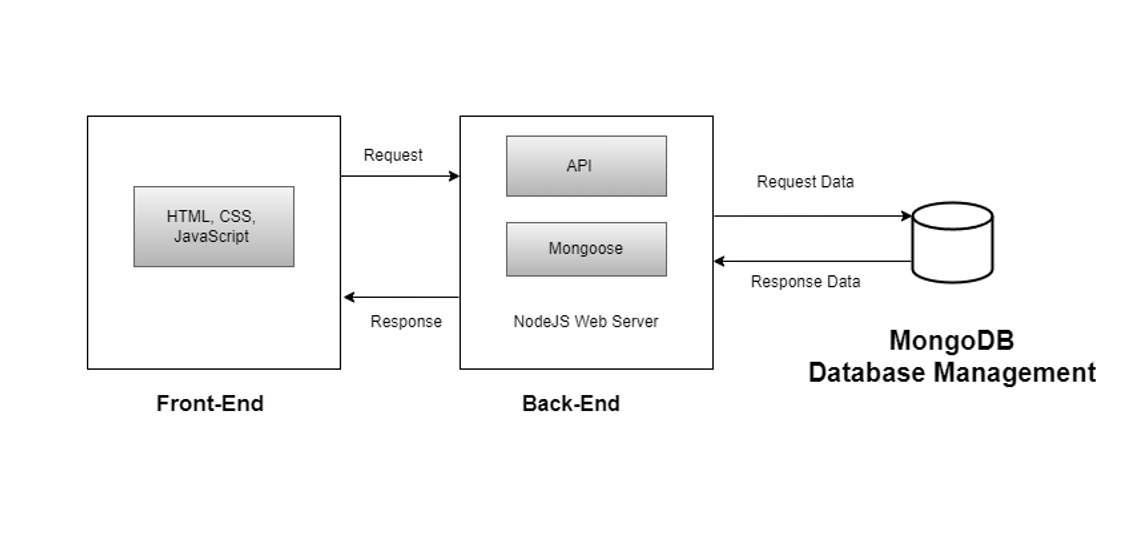 Request
API
Request Data
HTML, CSS,
JavaScript
Mongoose
Response Data
Response
NodeJS Web Server
MongoDB
Database Management
Front-End
Back-End